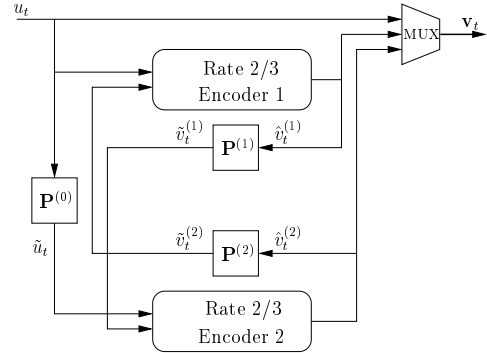 u_t
v_t
MUX
Rate 2/3
Encoder 1
ṽ_t^(1)
P^(1)
v̂_t^(1)
P^(0)
ũ_t
ṽ_t^(2)
P^(2)
v̂_t^(2)
Rate 2/3
Encoder 2